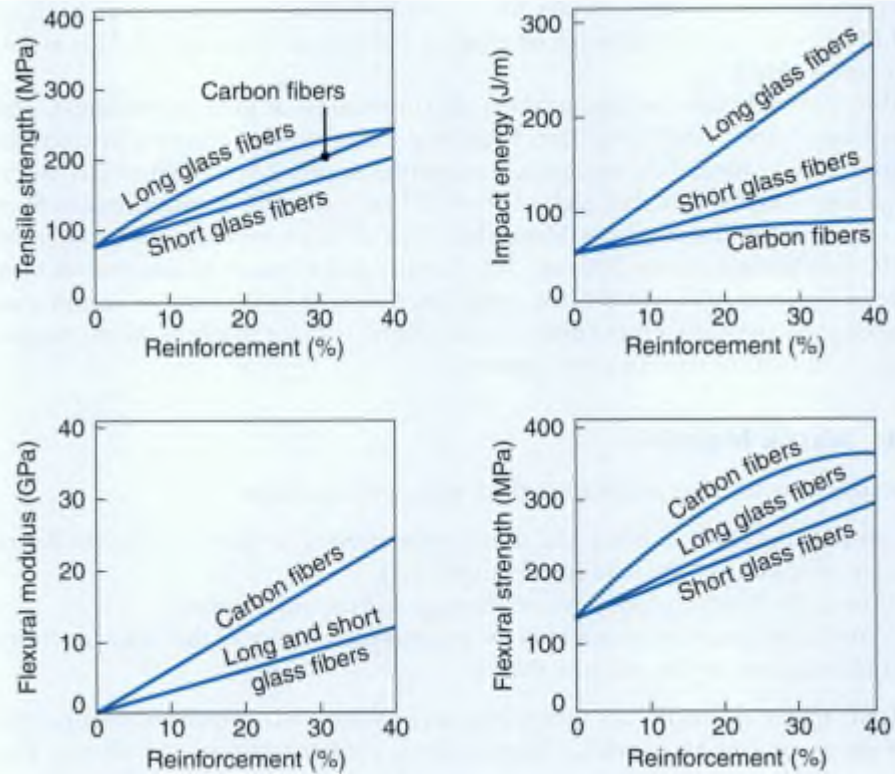 400
300
200
100
0
Tensile strength (MPa)
Carbon fibers
Long glass fibers
Short glass fibers
0 10 20 30 40
Reinforcement (%)
300
200
100
0
Impact energy (J/m)
Long glass fibers
Short glass fibers
Carbon fibers
0 10 20 30 40
Reinforcement (%)
40
30
20
10
0
Flexural modulus (GPa)
Carbon fibers
Long and short
glass fibers
0 10 20 30 40
Reinforcement (%)
400
300
200
100
0
Flexural strength (MPa)
Carbon fibers
Long glass fibers
Short glass fibers
0 10 20 30 40
Reinforcement (%)